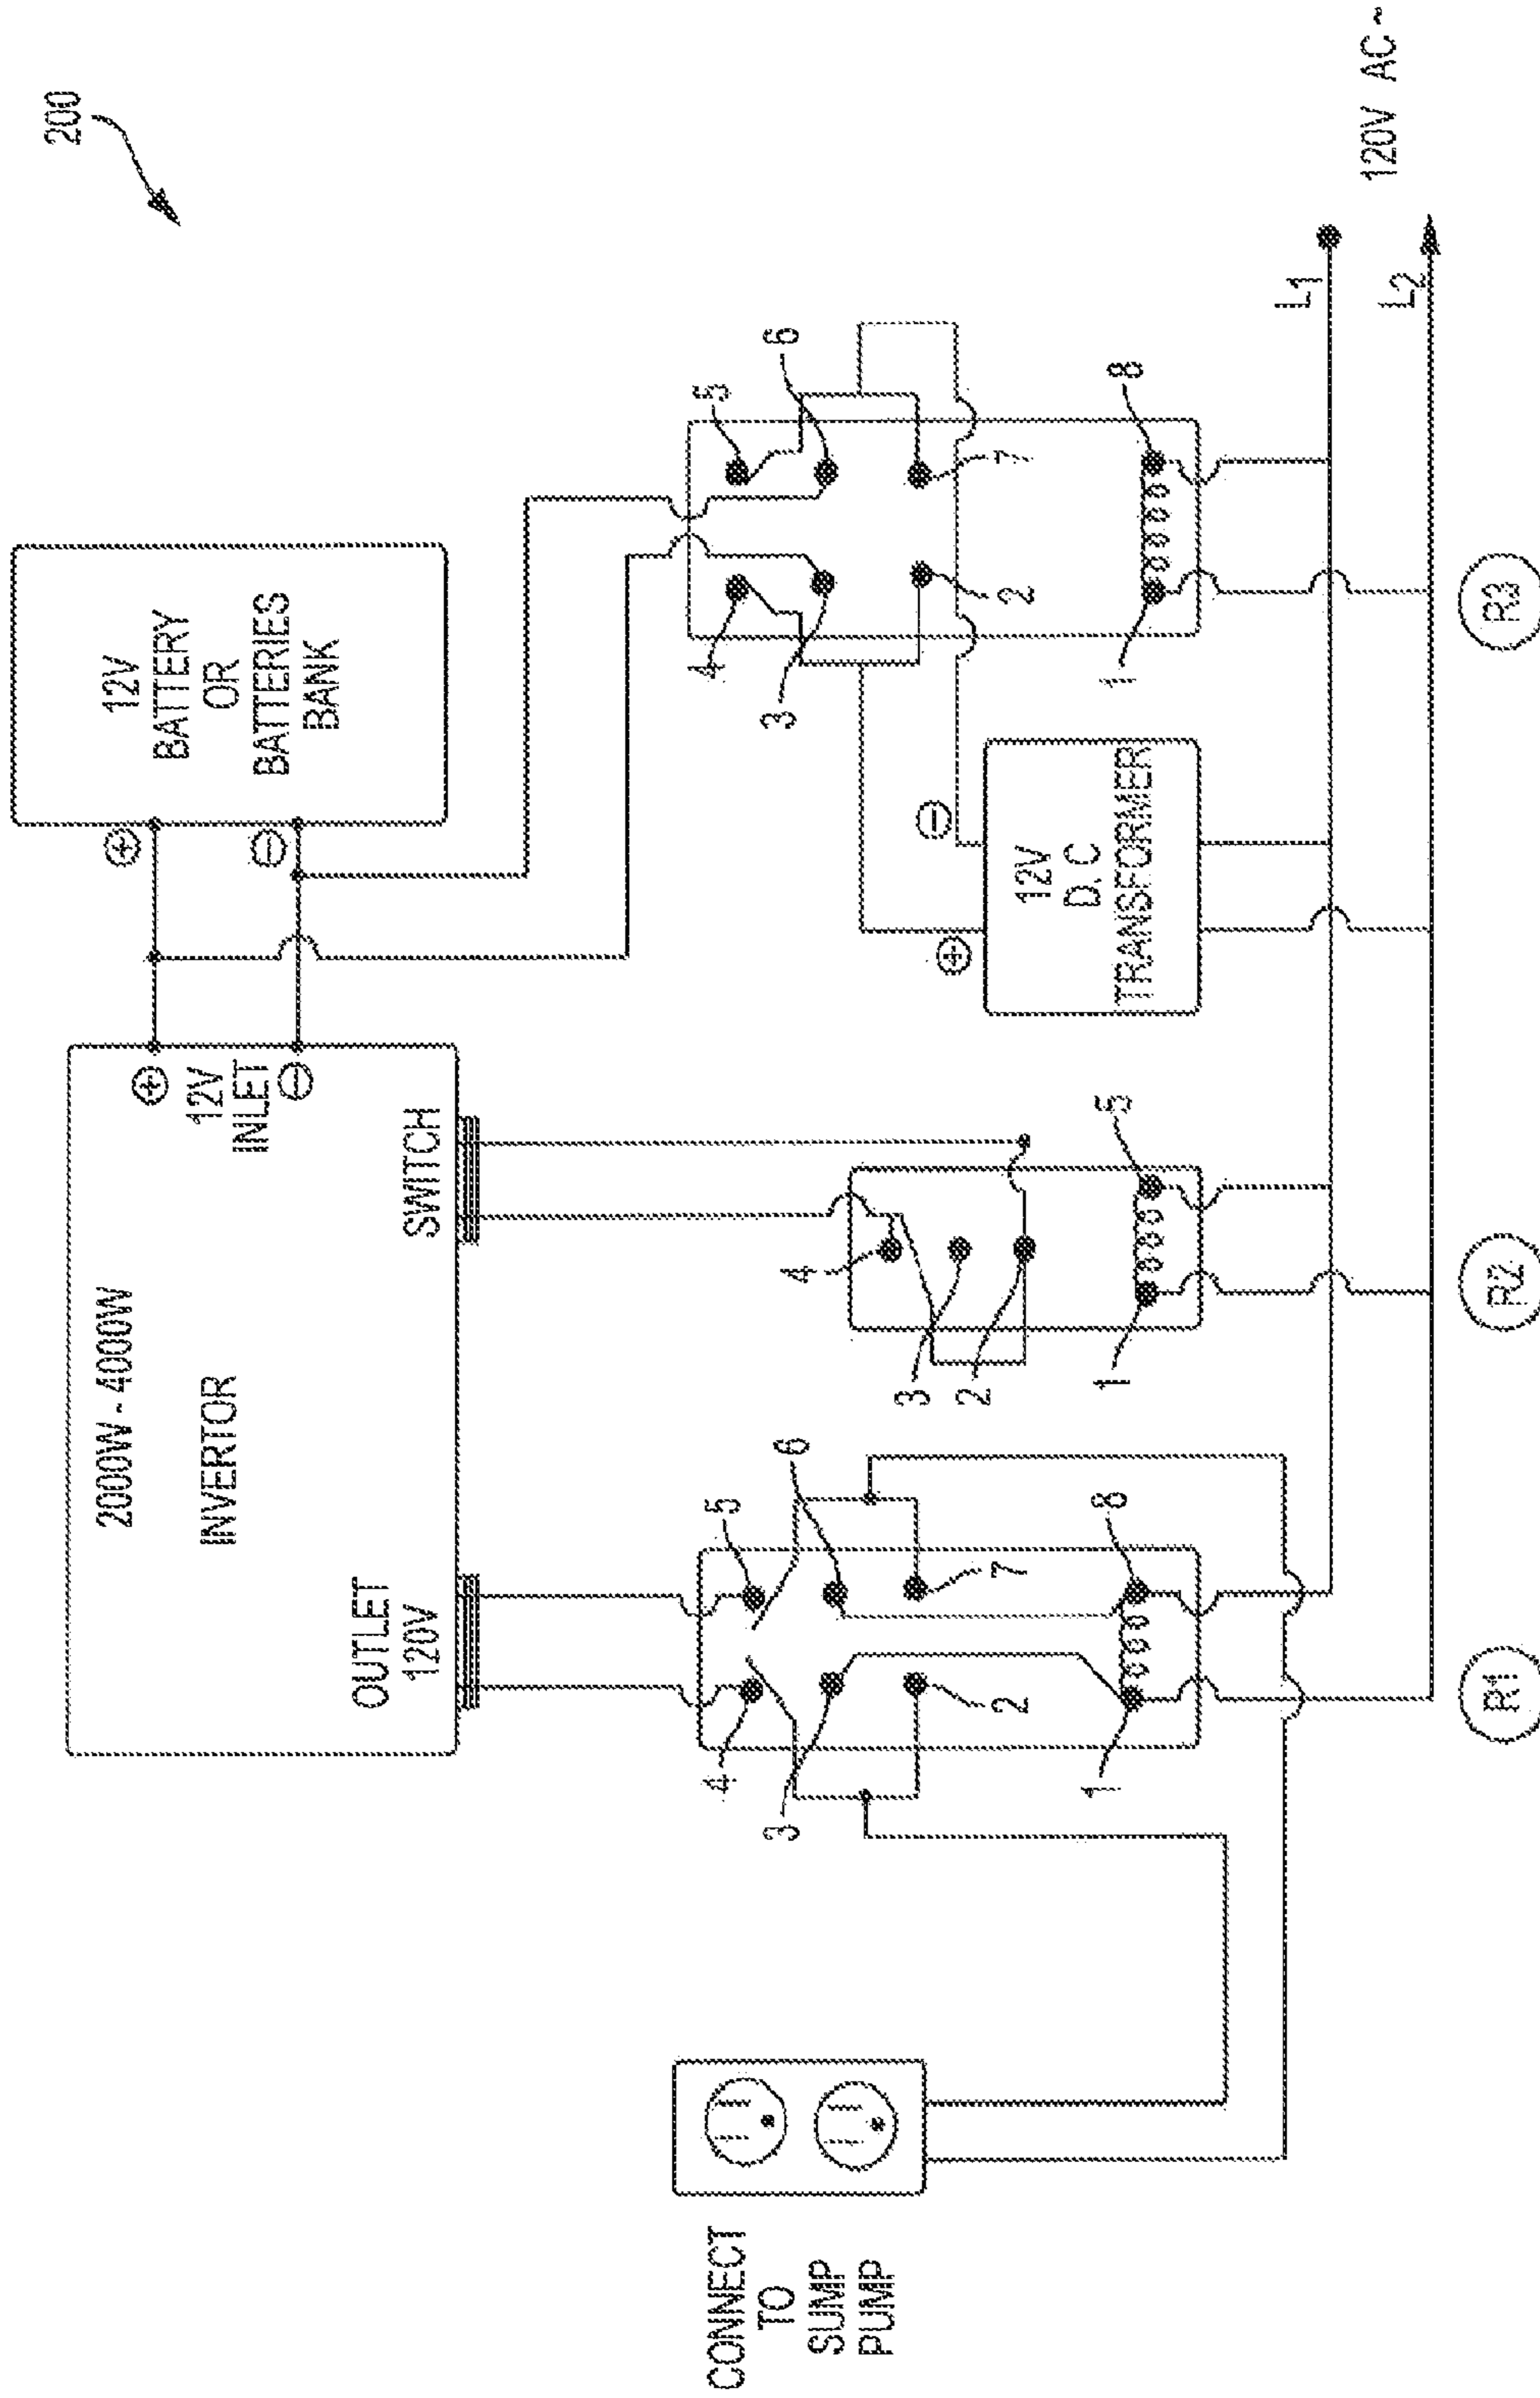 200
12V
BATTERY
OR
BATTERIES
BANK
⊕
⊖
2000W - 4000W
INVERTOR
⊕
12V
INLET
⊖
OUTLET
120V
SWITCH
4
5
3
6
2
7
1
8
4
3
2
1
5
4
5
3
6
2
7
1
8
⊕
⊖
12V
D.C
TRANSFORMER
CONNECT
TO
SUMP
PUMP
L1
L2
120V AC ~
R1
R2
R3